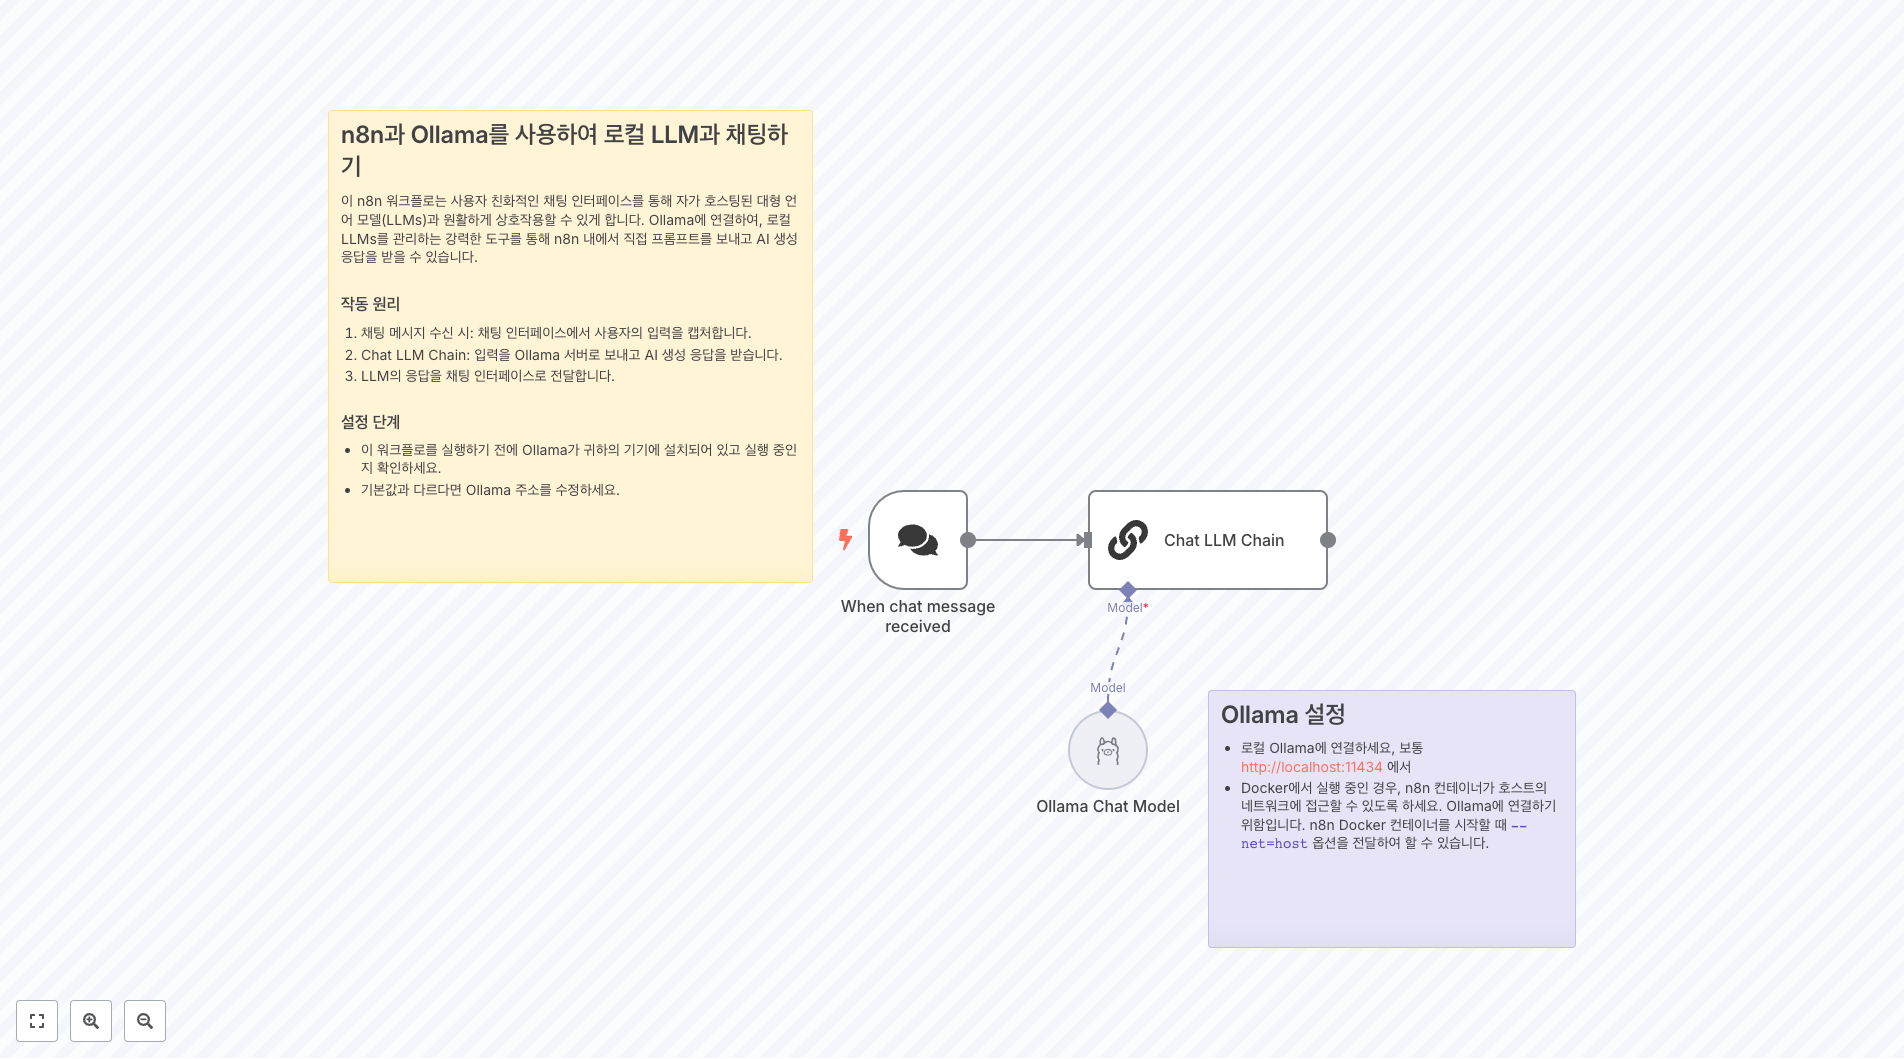 n8n과 Ollama를 사용하여 로컬 LLM과 채팅하
기
이 n8n 워크플로는 사용자 친화적인 채팅 인터페이스를 통해 자가 호스팅된 대형 언
어 모델(LLMs)과 원활하게 상호작용할 수 있게 합니다. Ollama에 연결하여, 로컬
LLMs를 관리하는 강력한 도구를 통해 n8n 내에서 직접 프롬프트를 보내고 AI 생성
응답을 받을 수 있습니다.
작동 원리
1. 채팅 메시지 수신 시: 채팅 인터페이스에서 사용자의 입력을 캡처합니다.
2. Chat LLM Chain: 입력을 Ollama 서버로 보내고 AI 생성 응답을 받습니다.
3. LLM의 응답을 채팅 인터페이스로 전달합니다.
설정 단계
• 이 워크플로를 실행하기 전에 Ollama가 귀하의 기기에 설치되어 있고 실행 중인
지 확인하세요.
• 기본값과 다르다면 Ollama 주소를 수정하세요.
When chat message
received
Chat LLM Chain
Model*
Model
Ollama Chat Model
Ollama 설정
• 로컬 Ollama에 연결하세요, 보통
http://localhost:11434 에서
• Docker에서 실행 중인 경우, n8n 컨테이너가 호스트의
네트워크에 접근할 수 있도록 하세요. Ollama에 연결하기
위함입니다. n8n Docker 컨테이너를 시작할 때 --
net=host 옵션을 전달하여 할 수 있습니다.